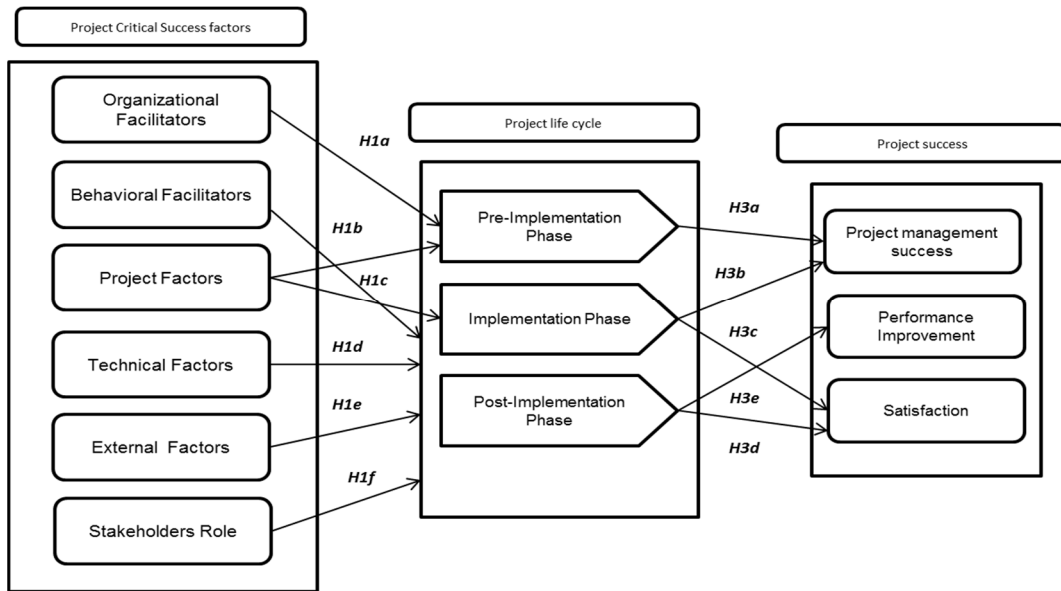 Project Critical Success factors
Organizational
Facilitators
Behavioral Facilitators
Project Factors
Technical Factors
External Factors
Stakeholders Role
H1a
H1b
H1c
H1d
H1e
H1f
Project life cycle
Pre-Implementation
Phase
Implementation Phase
Post-Implementation
Phase
H3a
H3b
H3c
H3e
H3d
Project success
Project management
success
Performance
Improvement
Satisfaction